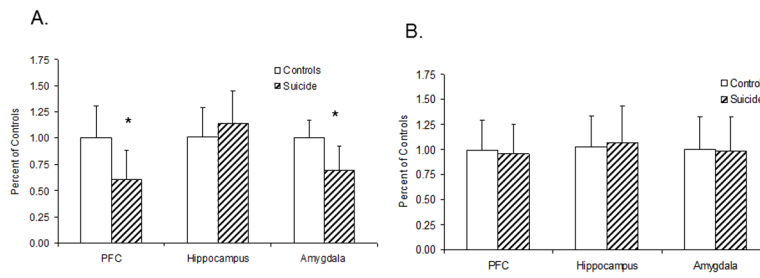 A.
Percent of Controls
1.75
1.50
1.25
1.00
0.75
0.50
0.25
0.00
Controls
Suicide
*
*
PFC
Hippocampus
Amygdala
B.
Percent of Controls
1.75
1.50
1.25
1.00
0.75
0.50
0.25
0.00
Control
Suicide
PFC
Hippocampus
Amygdala